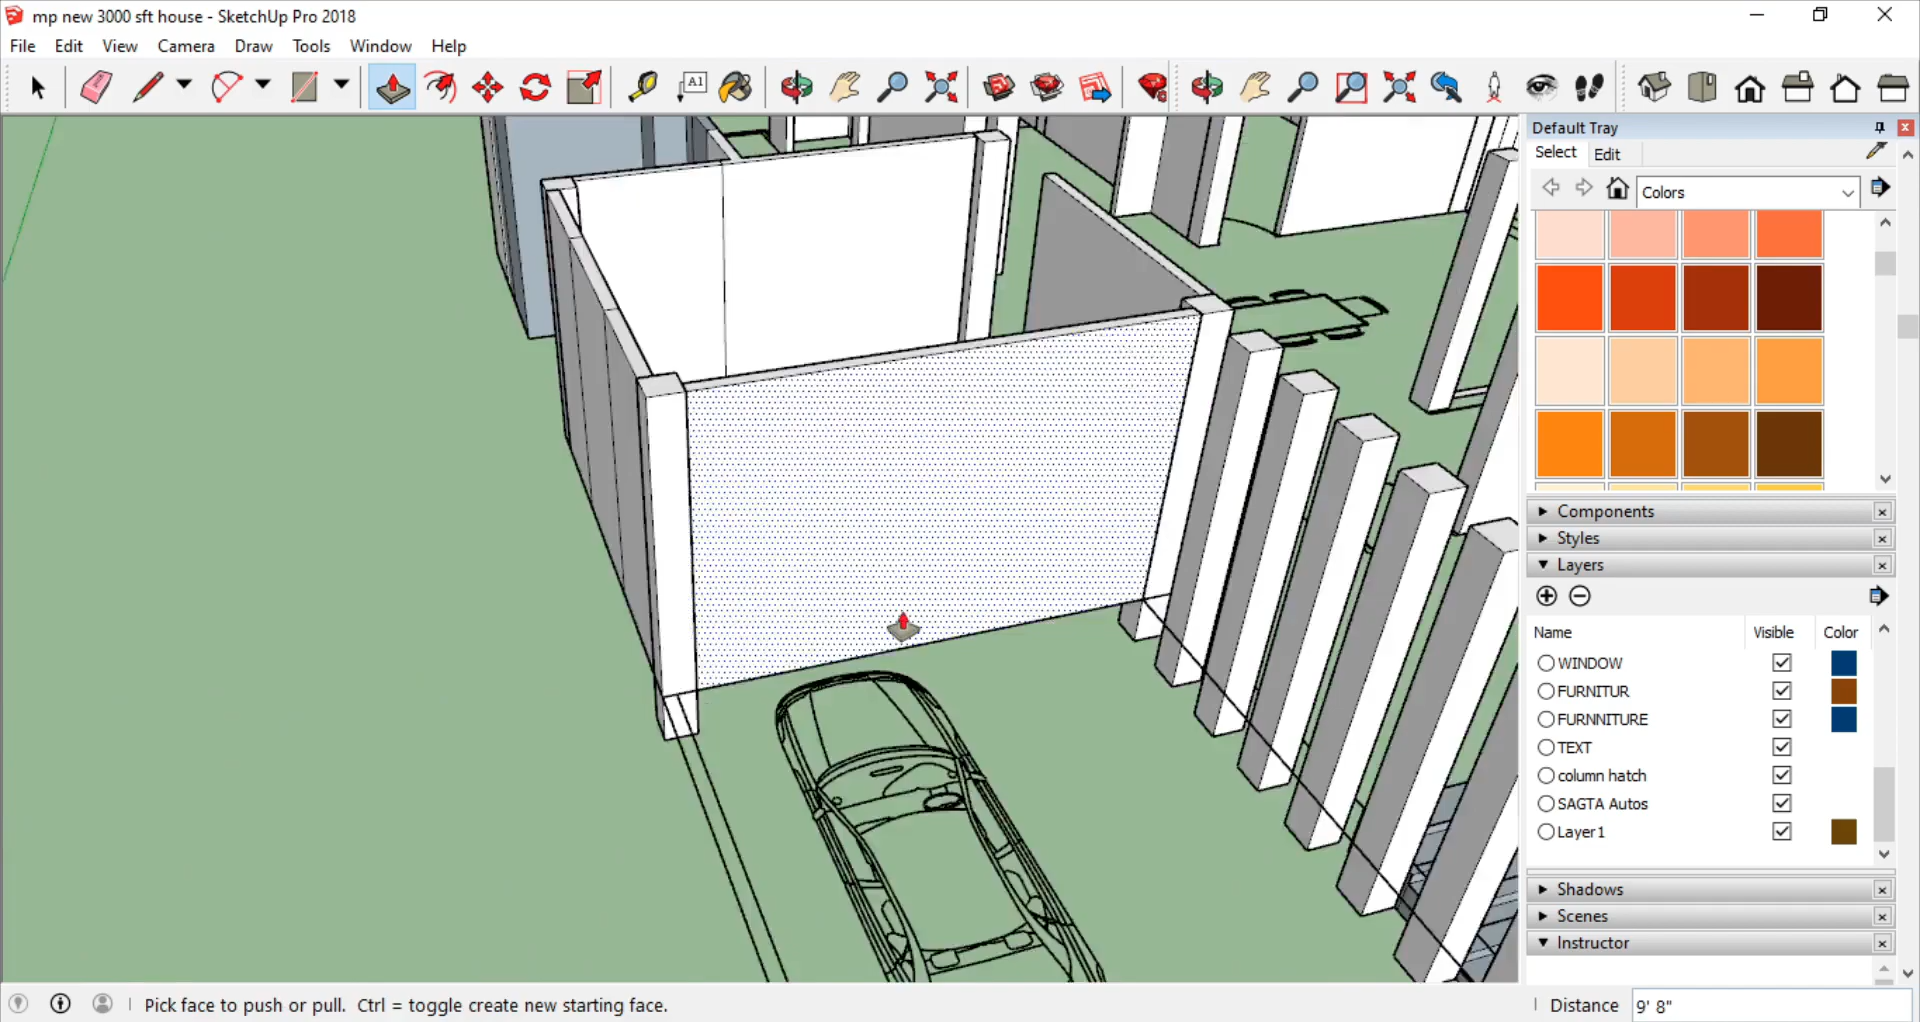 mp new 3000 sft house - SketchUp Pro 2018
File Edit View Camera Draw Tools Window Help
A1
Default Tray
Select Edit
Colors
Components
Styles
Layers
Name Visible Color
WINDOW
FURNITUR
FURNNITURE
TEXT
column hatch
SAGTA Autos
Layer1
Shadows
Scenes
Instructor
Pick face to push or pull. Ctrl = toggle create new starting face.
Distance 9' 8"